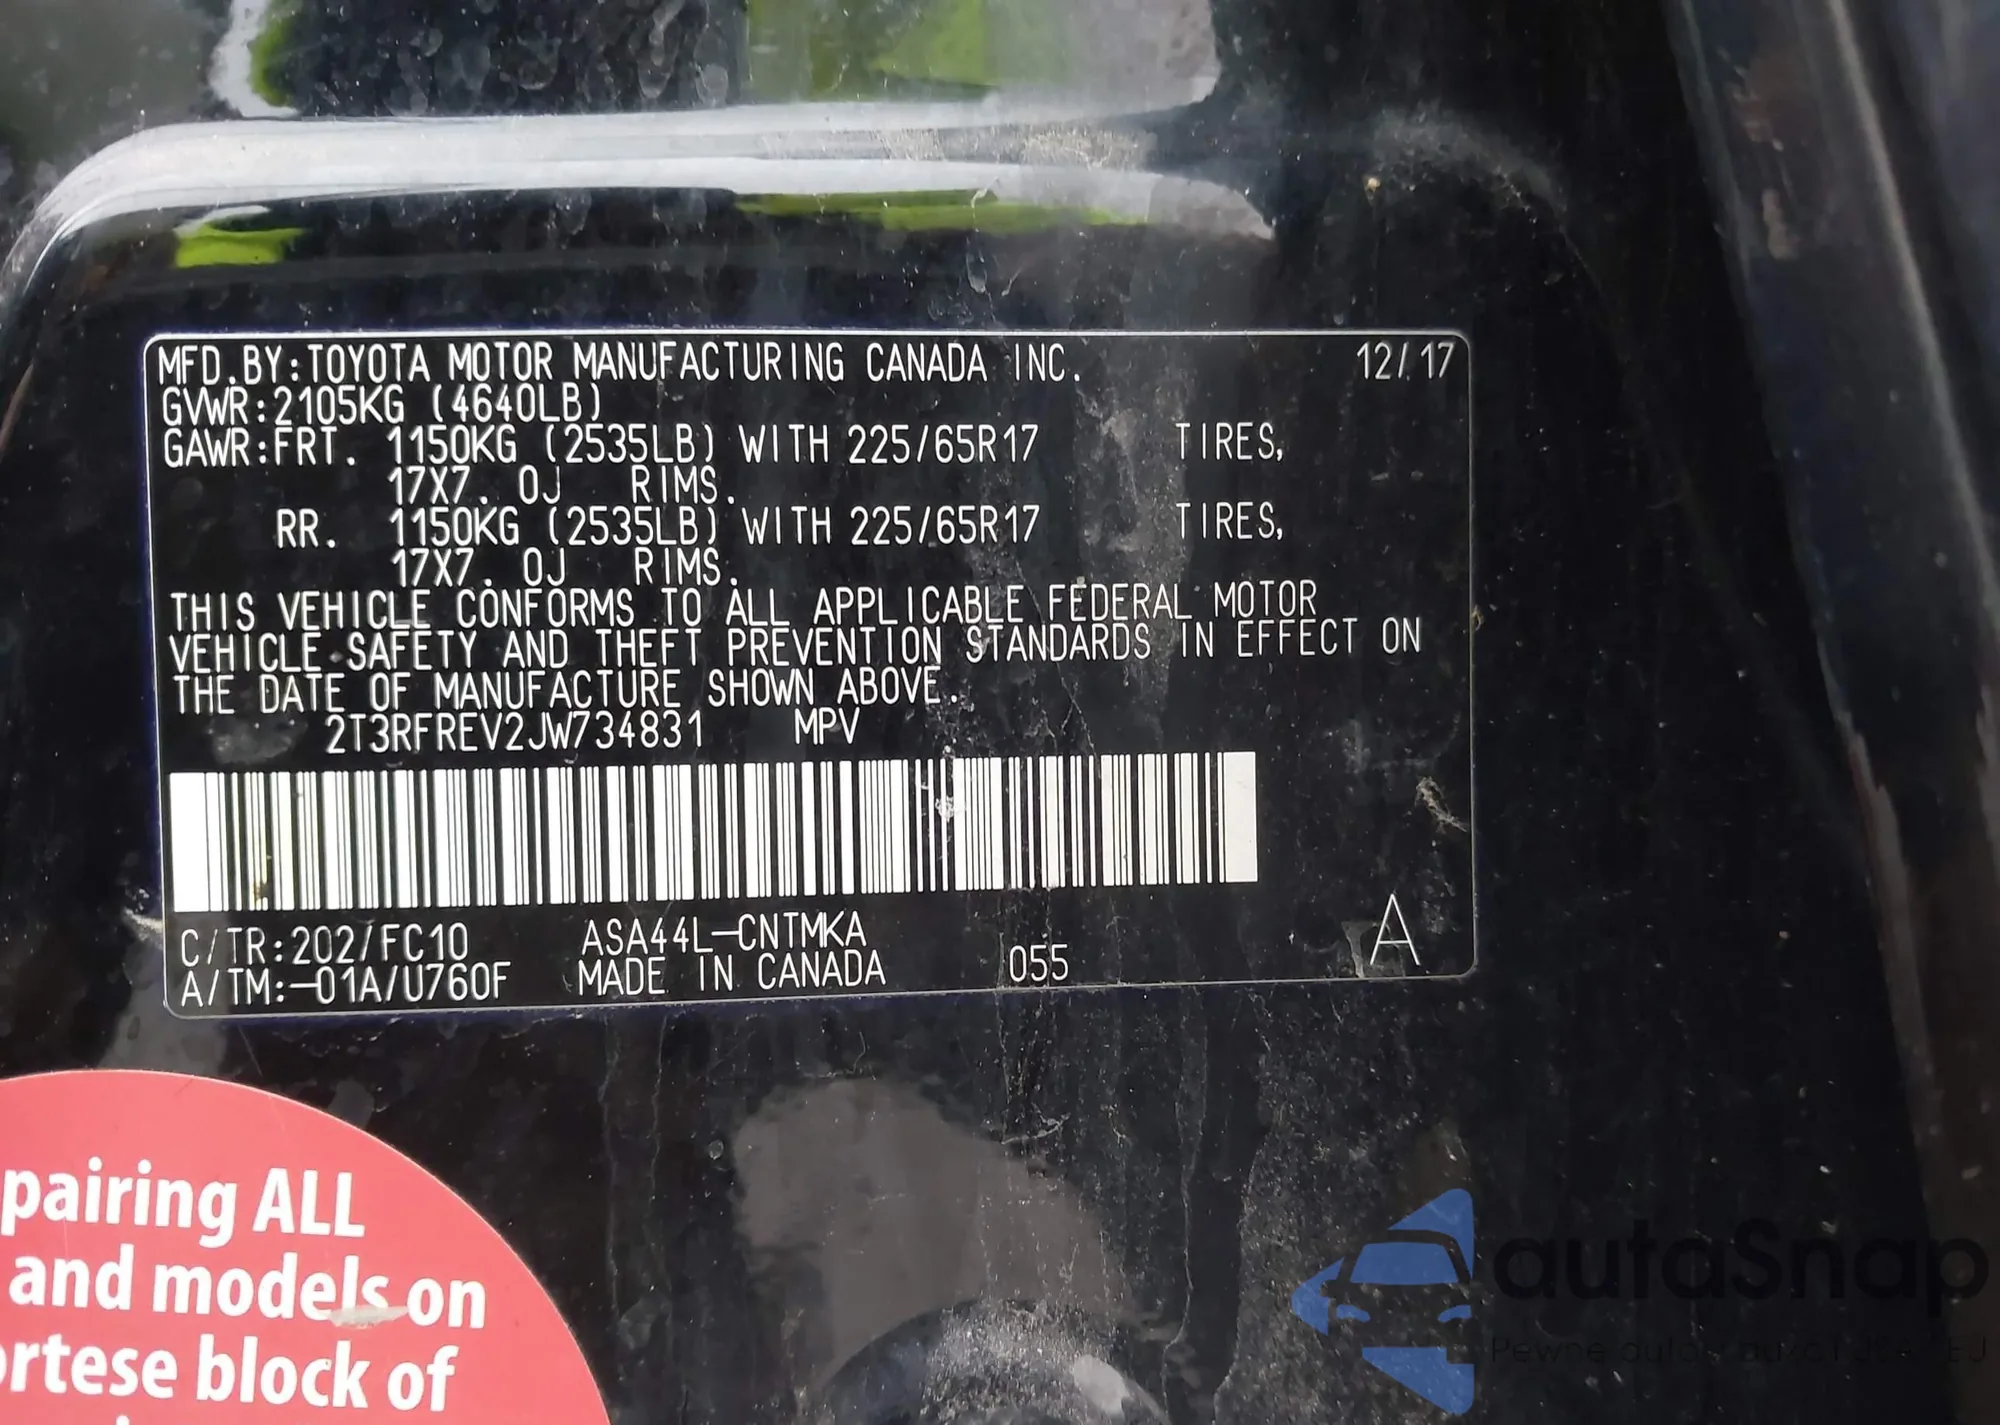 MFD.BY:TOYOTA MOTOR MANUFACTURING CANADA INC. 12/17
GVWR:2105KG (4640LB)
GAWR:FRT. 1150KG (2535LB) WITH 225/65R17 TIRES,
17X7. 0J RIMS.
RR. 1150KG (2535LB) WITH 225/65R17 TIRES,
17X7. 0J RIMS.
THIS VEHICLE CONFORMS TO ALL APPLICABLE FEDERAL MOTOR
VEHICLE SAFETY AND THEFT PREVENTION STANDARDS IN EFFECT ON
THE DATE OF MANUFACTURE SHOWN ABOVE.
2T3RFREV2JW734831 MPV
C/TR:202/FC10 ASA44L-CNTMKA
A/TM:-01A/U760F MADE IN CANADA 055 A
pairing ALL
and models on
ortese block of
autaSnap
Pewne auto